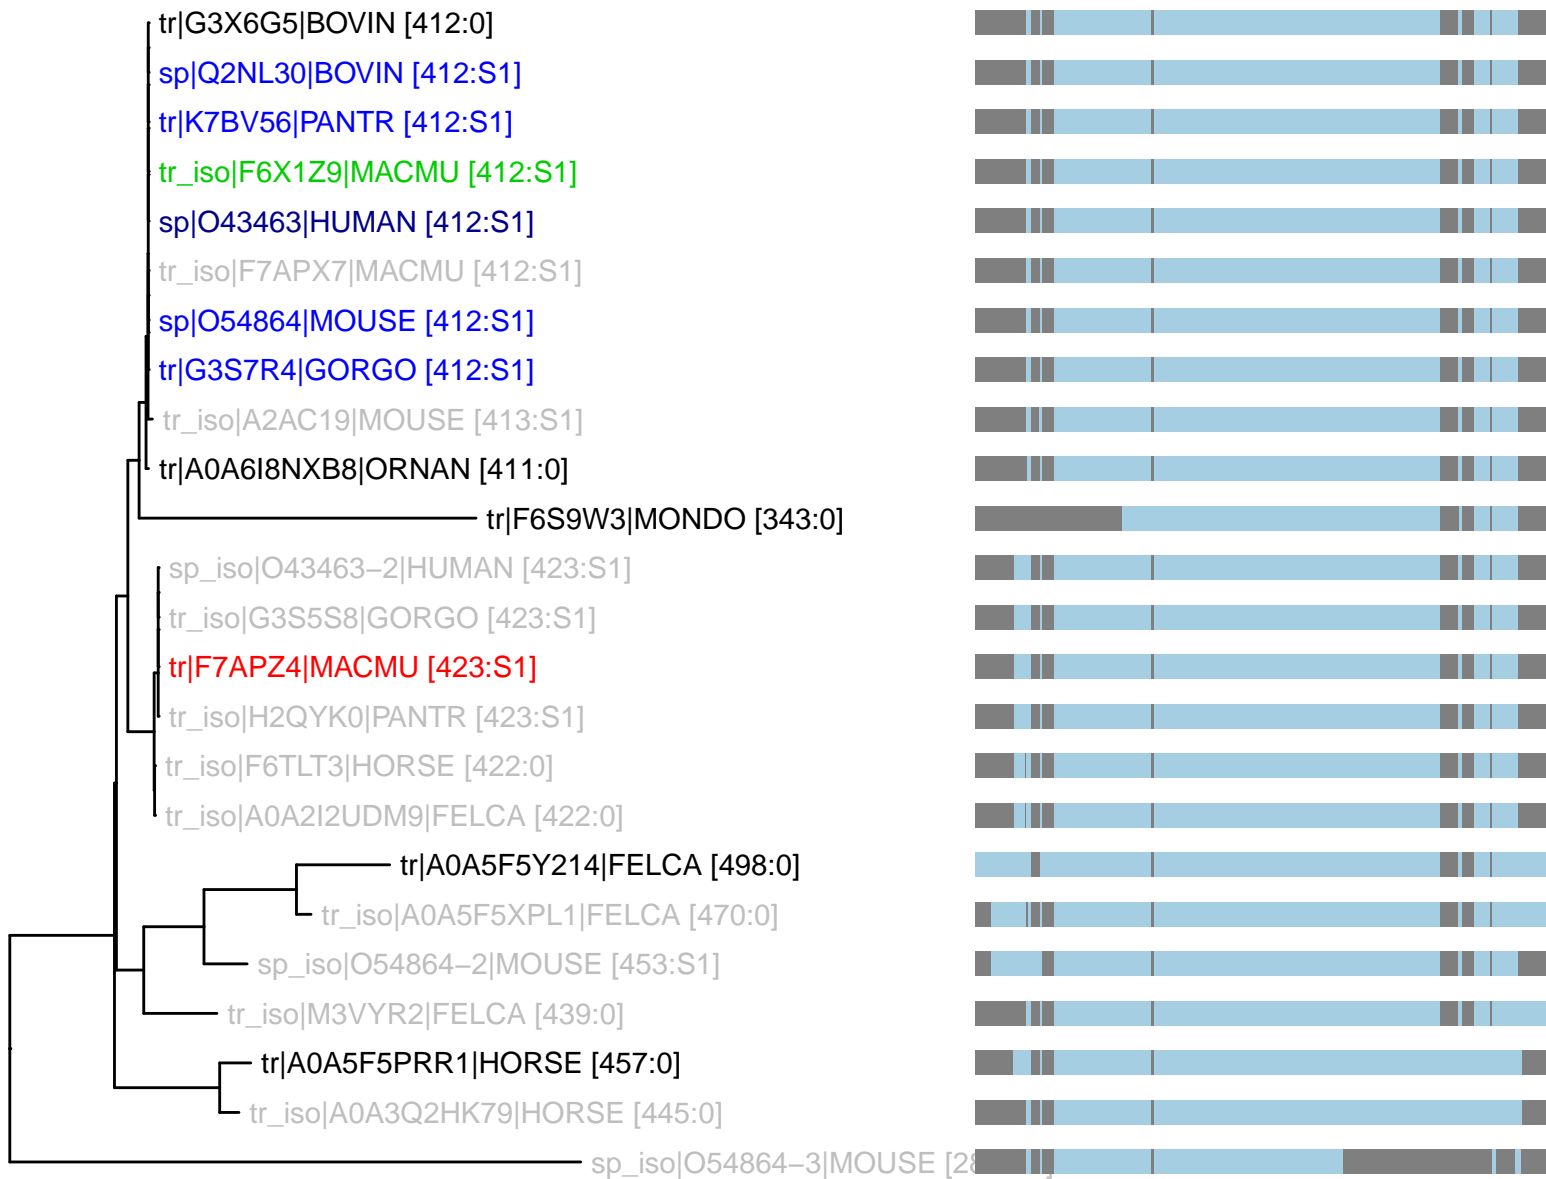 tr|G3X6G5|BOVIN [412:0]
sp|Q2NL30|BOVIN [412:S1]
tr|K7BV56|PANTR [412:S1]
tr_iso|F6X1Z9|MACMU [412:S1]
sp|O43463|HUMAN [412:S1]
tr_iso|F7APX7|MACMU [412:S1]
sp|O54864|MOUSE [412:S1]
tr|G3S7R4|GORGO [412:S1]
tr_iso|A2AC19|MOUSE [413:S1]
tr|A0A6I8NXB8|ORNAN [411:0]
tr|F6S9W3|MONDO [343:0]
sp_iso|O43463−2|HUMAN [423:S1]
tr_iso|G3S5S8|GORGO [423:S1]
tr|F7APZ4|MACMU [423:S1]
tr_iso|H2QYK0|PANTR [423:S1]
tr_iso|F6TLT3|HORSE [422:0]
tr_iso|A0A2I2UDM9|FELCA [422:0]
tr|A0A5F5Y214|FELCA [498:0]
tr_iso|A0A5F5XPL1|FELCA [470:0]
sp_iso|O54864−2|MOUSE [453:S1]
tr_iso|M3VYR2|FELCA [439:0]
tr|A0A5F5PRR1|HORSE [457:0]
tr_iso|A0A3Q2HK79|HORSE [445:0]
sp_iso|O54864−3|MOUSE